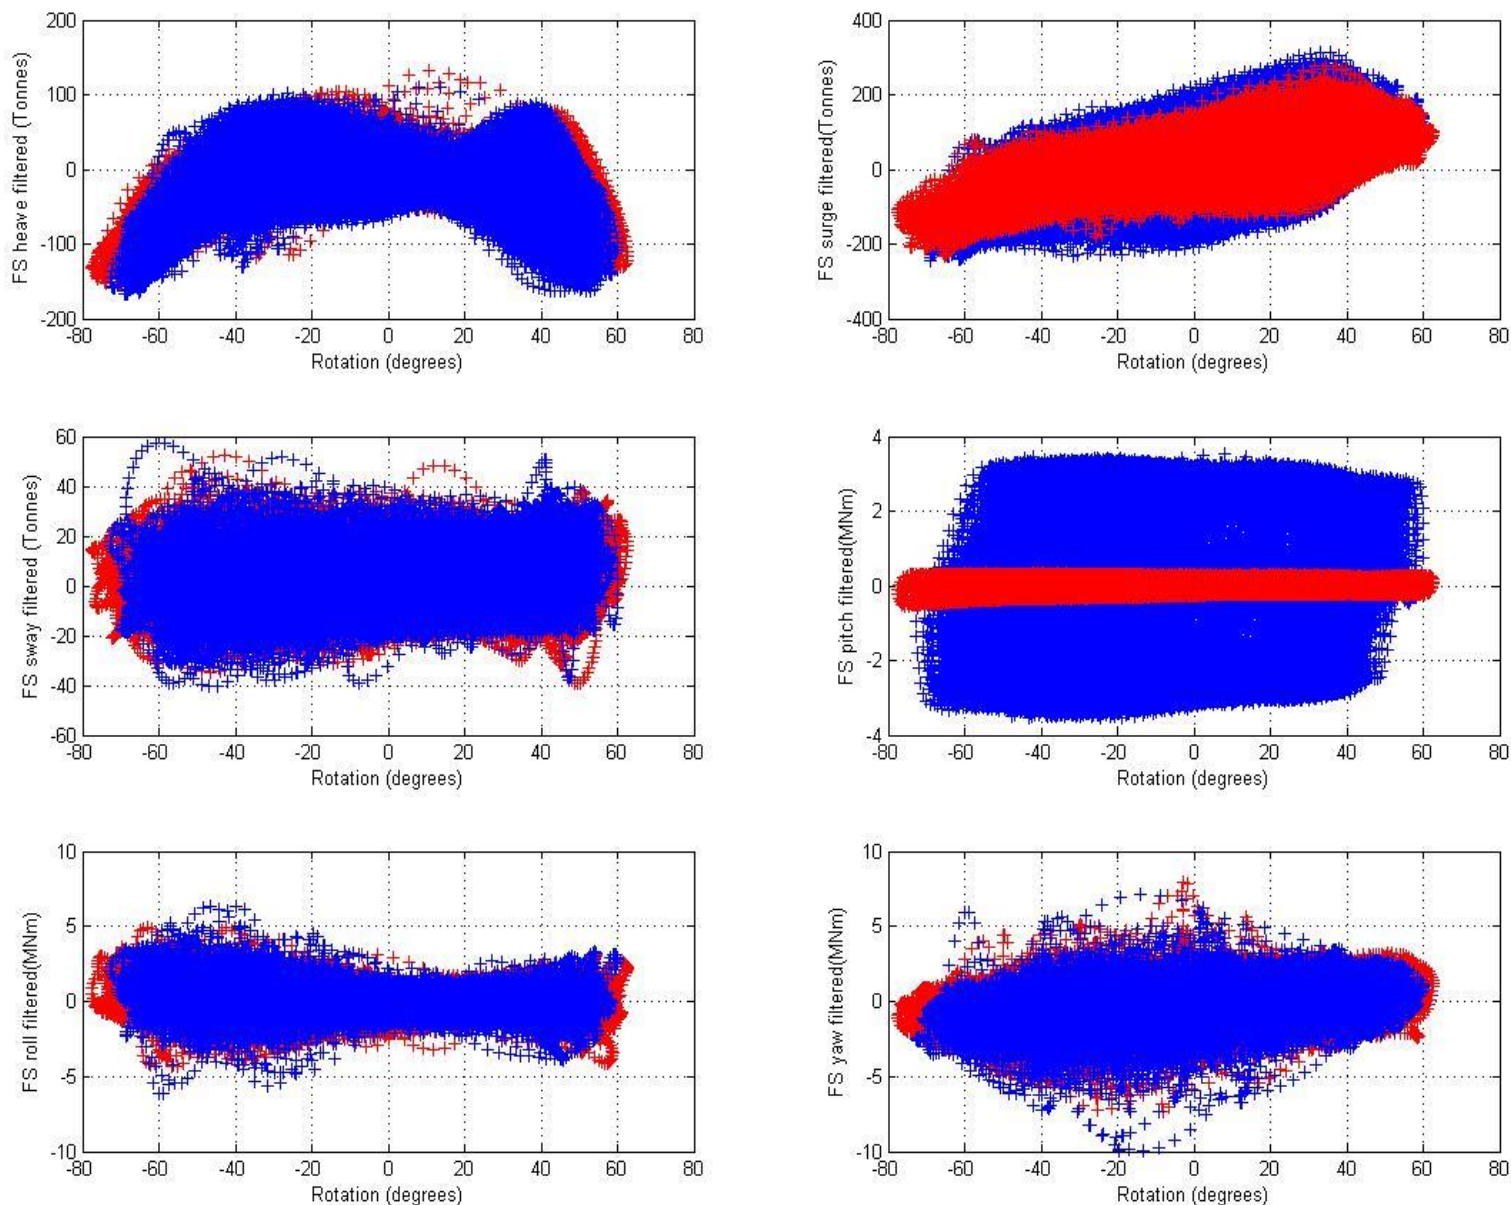 200
100
0
-100
-200
FS heave filtered (Tonnes)
-80 -60 -40 -20 0 20 40 60 80
Rotation (degrees)
400
200
0
-200
-400
FS surge filtered(Tonnes)
-80 -60 -40 -20 0 20 40 60 80
Rotation (degrees)
60
40
20
0
-20
-40
-60
FS sway filtered (Tonnes)
-80 -60 -40 -20 0 20 40 60 80
Rotation (degrees)
4
2
0
-2
-4
FS pitch filtered(MNm)
-80 -60 -40 -20 0 20 40 60 80
Rotation (degrees)
10
5
0
-5
-10
FS roll filtered(MNm)
-80 -60 -40 -20 0 20 40 60 80
Rotation (degrees)
10
5
0
-5
-10
FS yaw filtered(MNm)
-80 -60 -40 -20 0 20 40 60 80
Rotation (degrees)